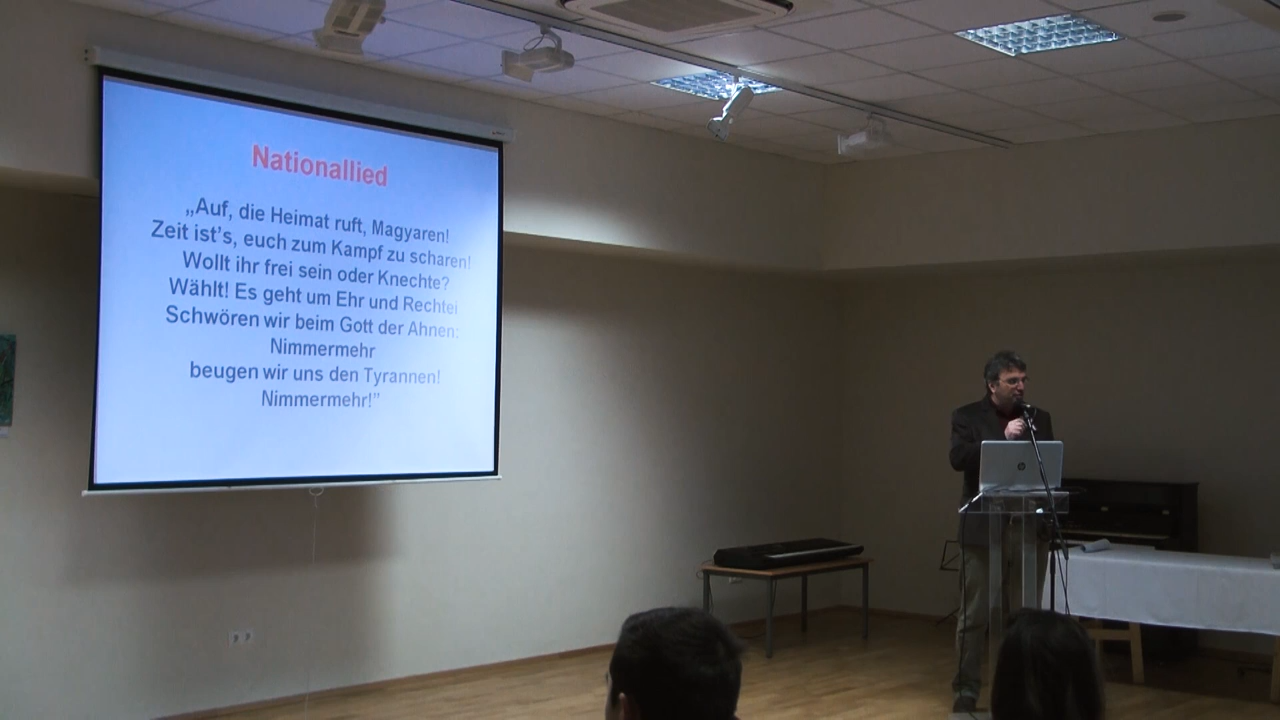 Nationallied
„Auf, die Heimat ruft, Magyaren!
Zeit ist’s, euch zum Kampf zu scharen!
Wollt ihr frei sein oder Knechte?
Wählt! Es geht um Ehr und Rechtei
Schwören wir beim Gott der Ahnen:
Nimmermehr
beugen wir uns den Tyrannen!
Nimmermehr!”
hp